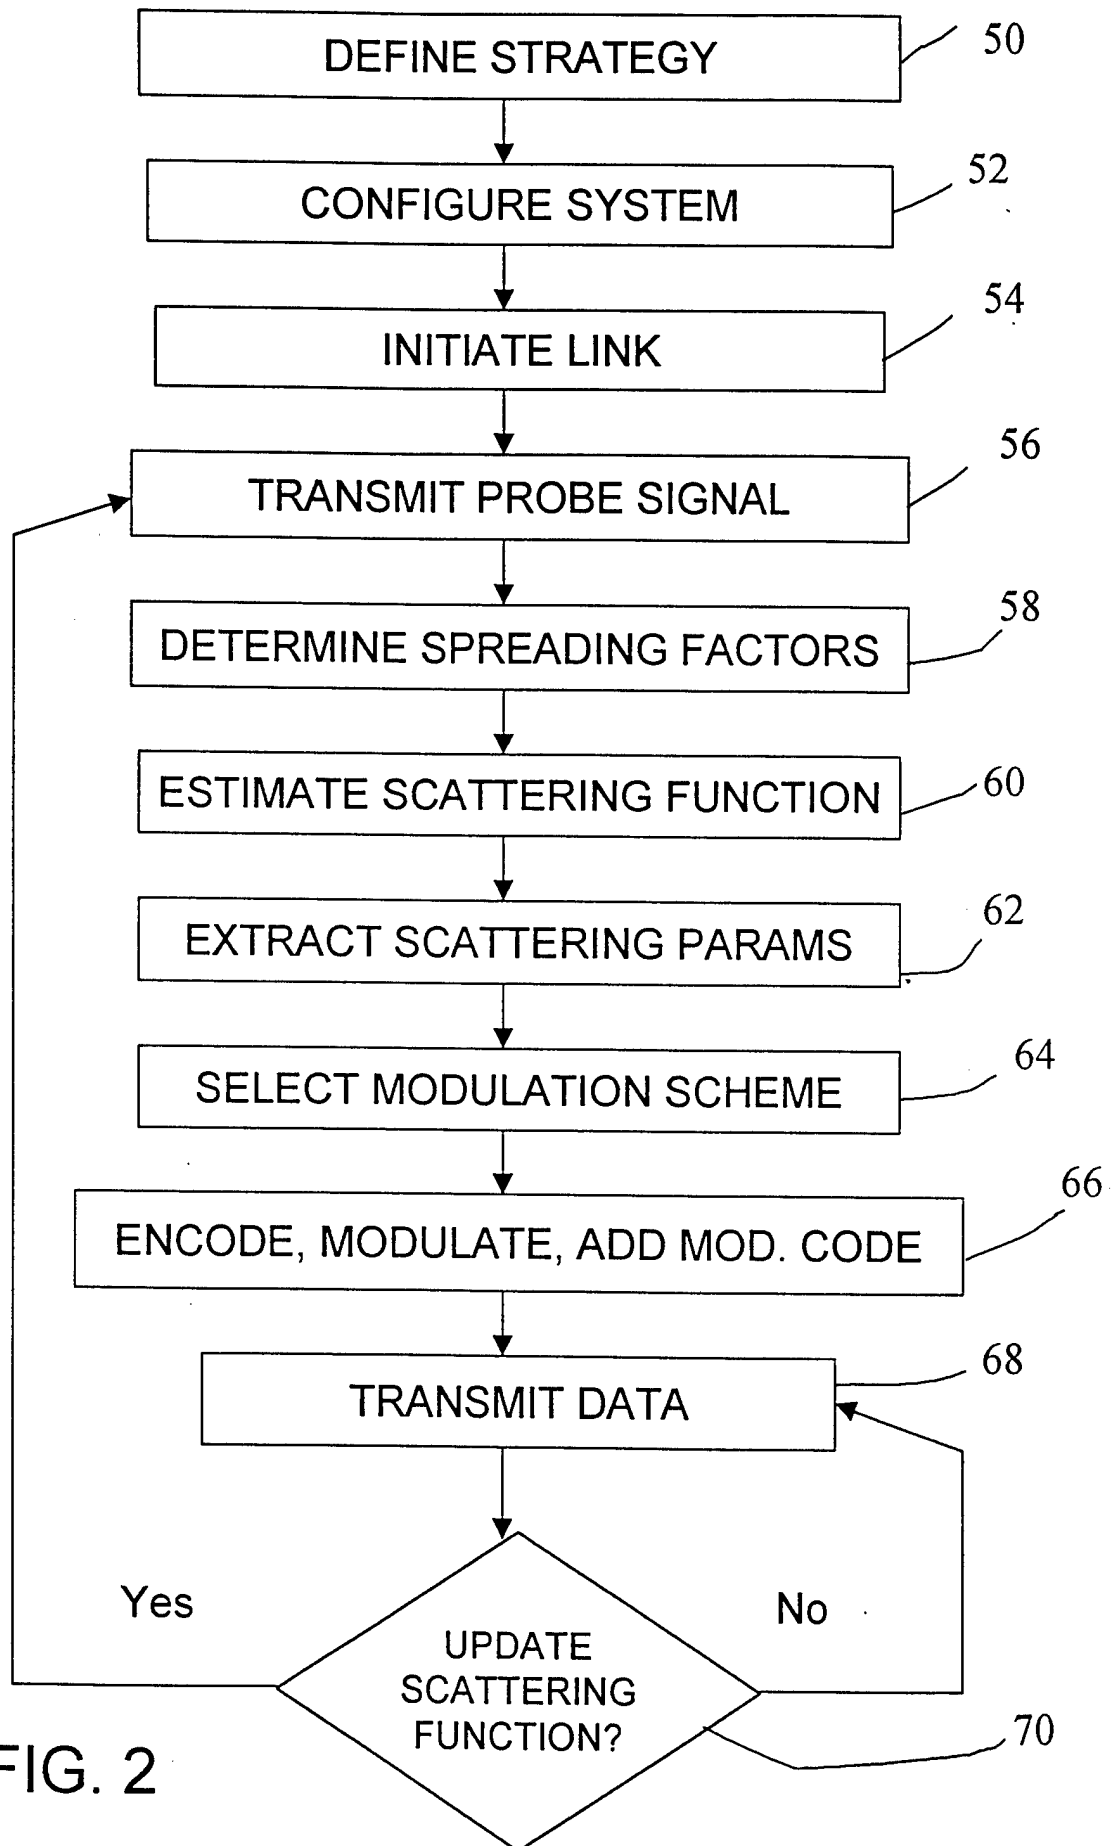 DEFINE STRATEGY
50
CONFIGURE SYSTEM
52
INITIATE LINK
54
TRANSMIT PROBE SIGNAL
56
DETERMINE SPREADING FACTORS
58
ESTIMATE SCATTERING FUNCTION
60
EXTRACT SCATTERING PARAMS
62
SELECT MODULATION SCHEME
64
ENCODE, MODULATE, ADD MOD. CODE
66
TRANSMIT DATA
68
Yes
No
UPDATE
SCATTERING
FUNCTION?
70
FIG. 2